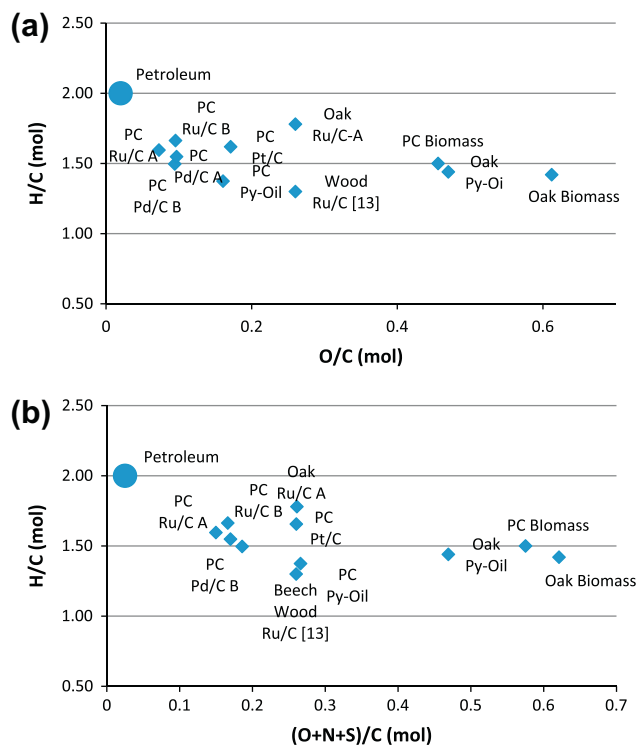 (a)
2.50
Petroleum
2.00
PC
Ru/C B
Oak
Ru/C-A
PC
Ru/C A
PC
Pt/C
PC Biomass
1.50
PC
Pd/C A
Oak
Py-Oi
PC
Pd/C B
PC
Py-Oil
Wood
Ru/C [13]
Oak Biomass
1.00
0.50
H/C (mol)
0
0.2
0.4
0.6
O/C (mol)
(b)
2.50
Petroleum
2.00
Oak
Ru/C A
PC
Ru/C A
PC
Ru/C B
PC
Pt/C
PC BIomass
1.50
PC
Pd/C B
Oak
Py-Oil
Oak Biomass
Beech
Wood
Ru/C [13]
PC
Py-Oil
1.00
0.50
H/C (mol)
0
0.1
0.2
0.3
0.4
0.5
0.6
0.7
(O+N+S)/C (mol)